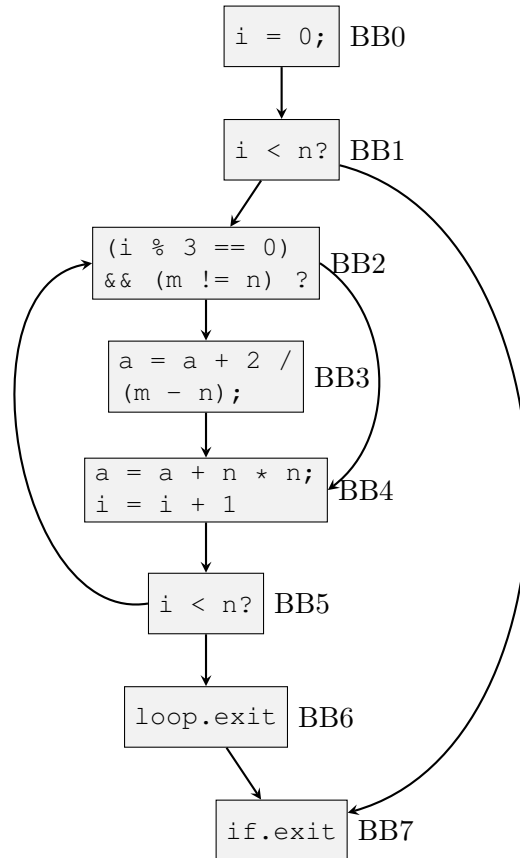 i = 0; BB0
i < n? BB1
(i % 3 == 0)
&& (m != n) ? BB2
a = a + 2 /
(m - n); BB3
a = a + n * n;
i = i + 1 BB4
i < n? BB5
loop.exit BB6
if.exit BB7